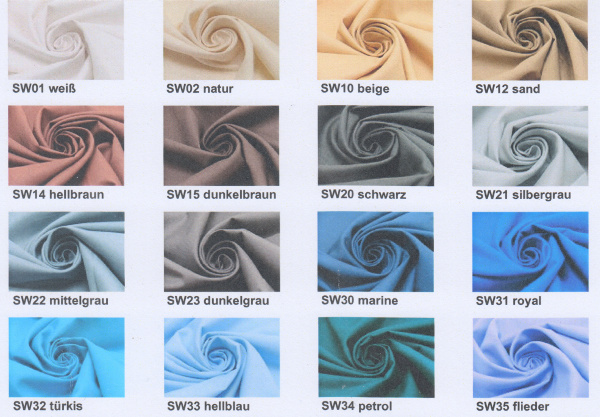 SW01 weiß
SW02 natur
SW10 beige
SW12 sand
SW14 hellbraun
SW15 dunkelbraun
SW20 schwarz
SW21 silbergrau
SW22 mittelgrau
SW23 dunkelgrau
SW30 marine
SW31 royal
SW32 türkis
SW33 hellblau
SW34 petrol
SW35 flieder